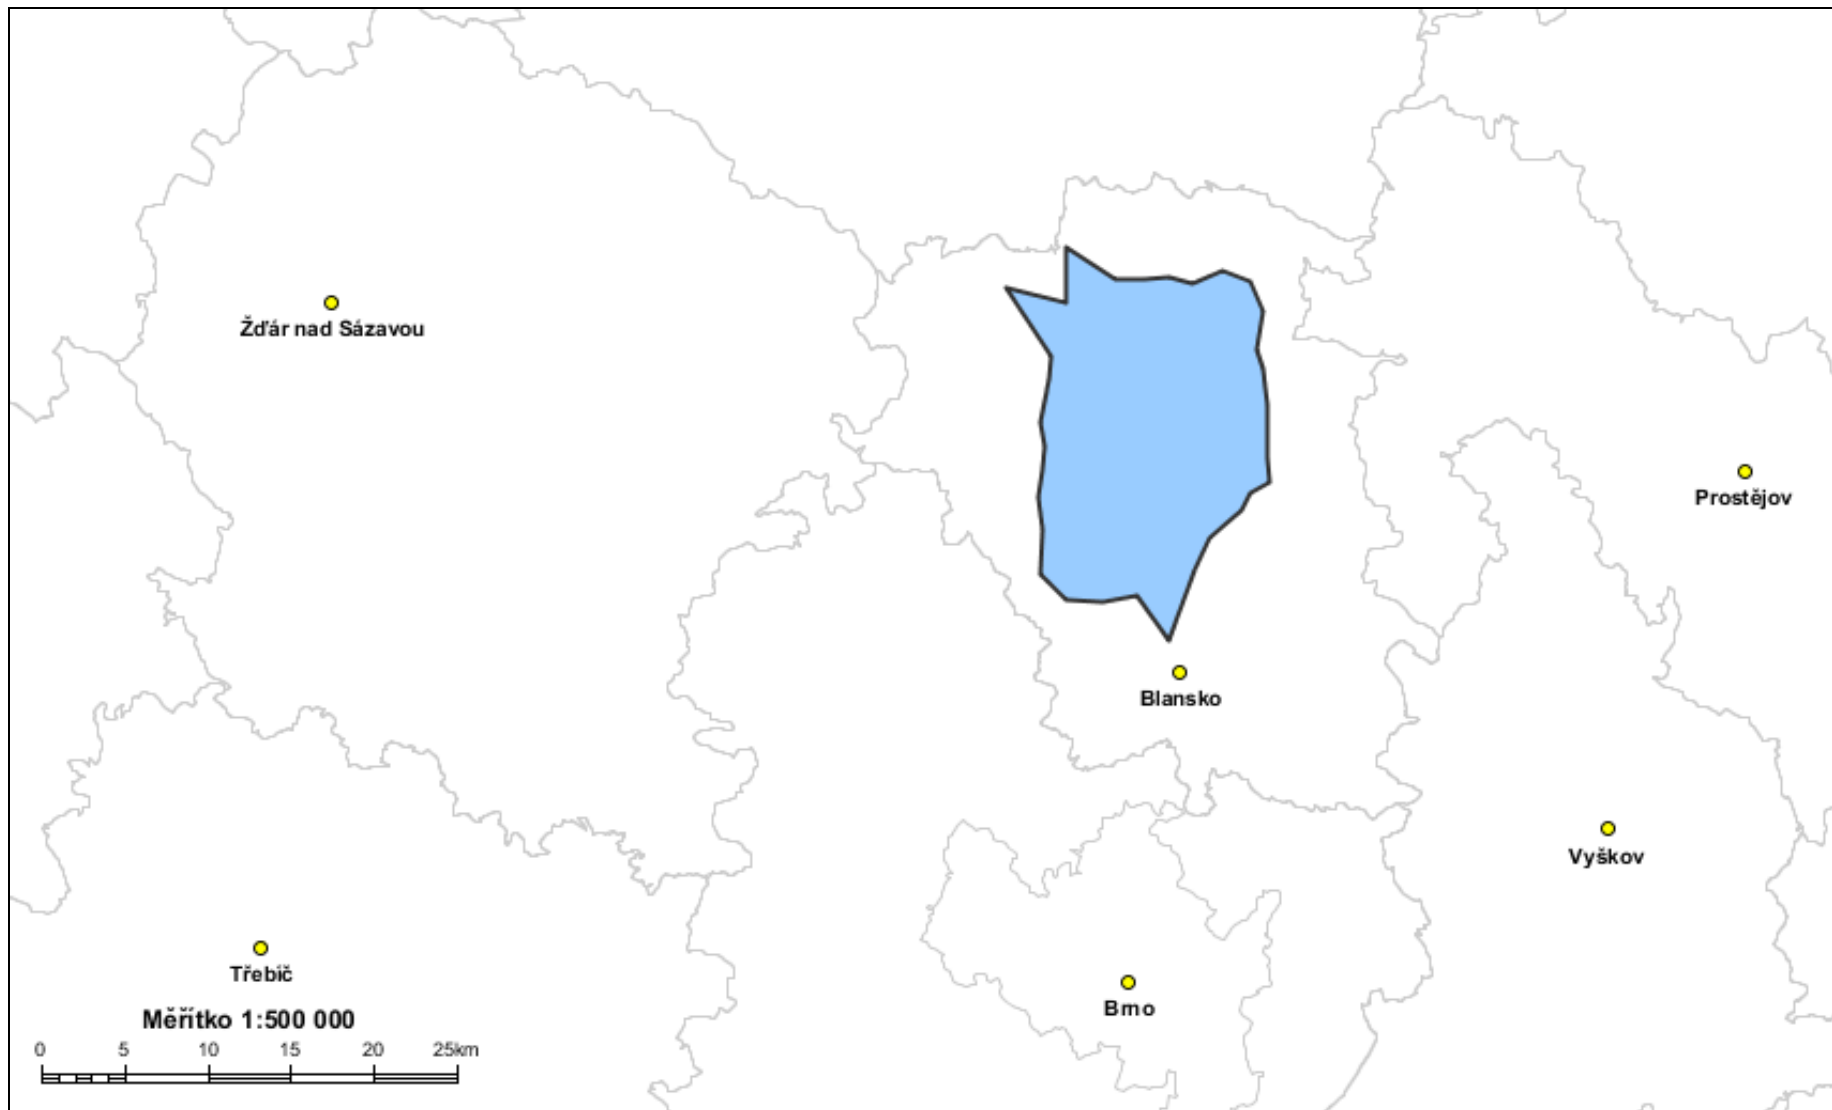 Žďár nad Sázavou
Prostějov
Blansko
Vyškov
Třebíč
Brno
Měřítko 1:500 000
0 5 10 15 20 25km